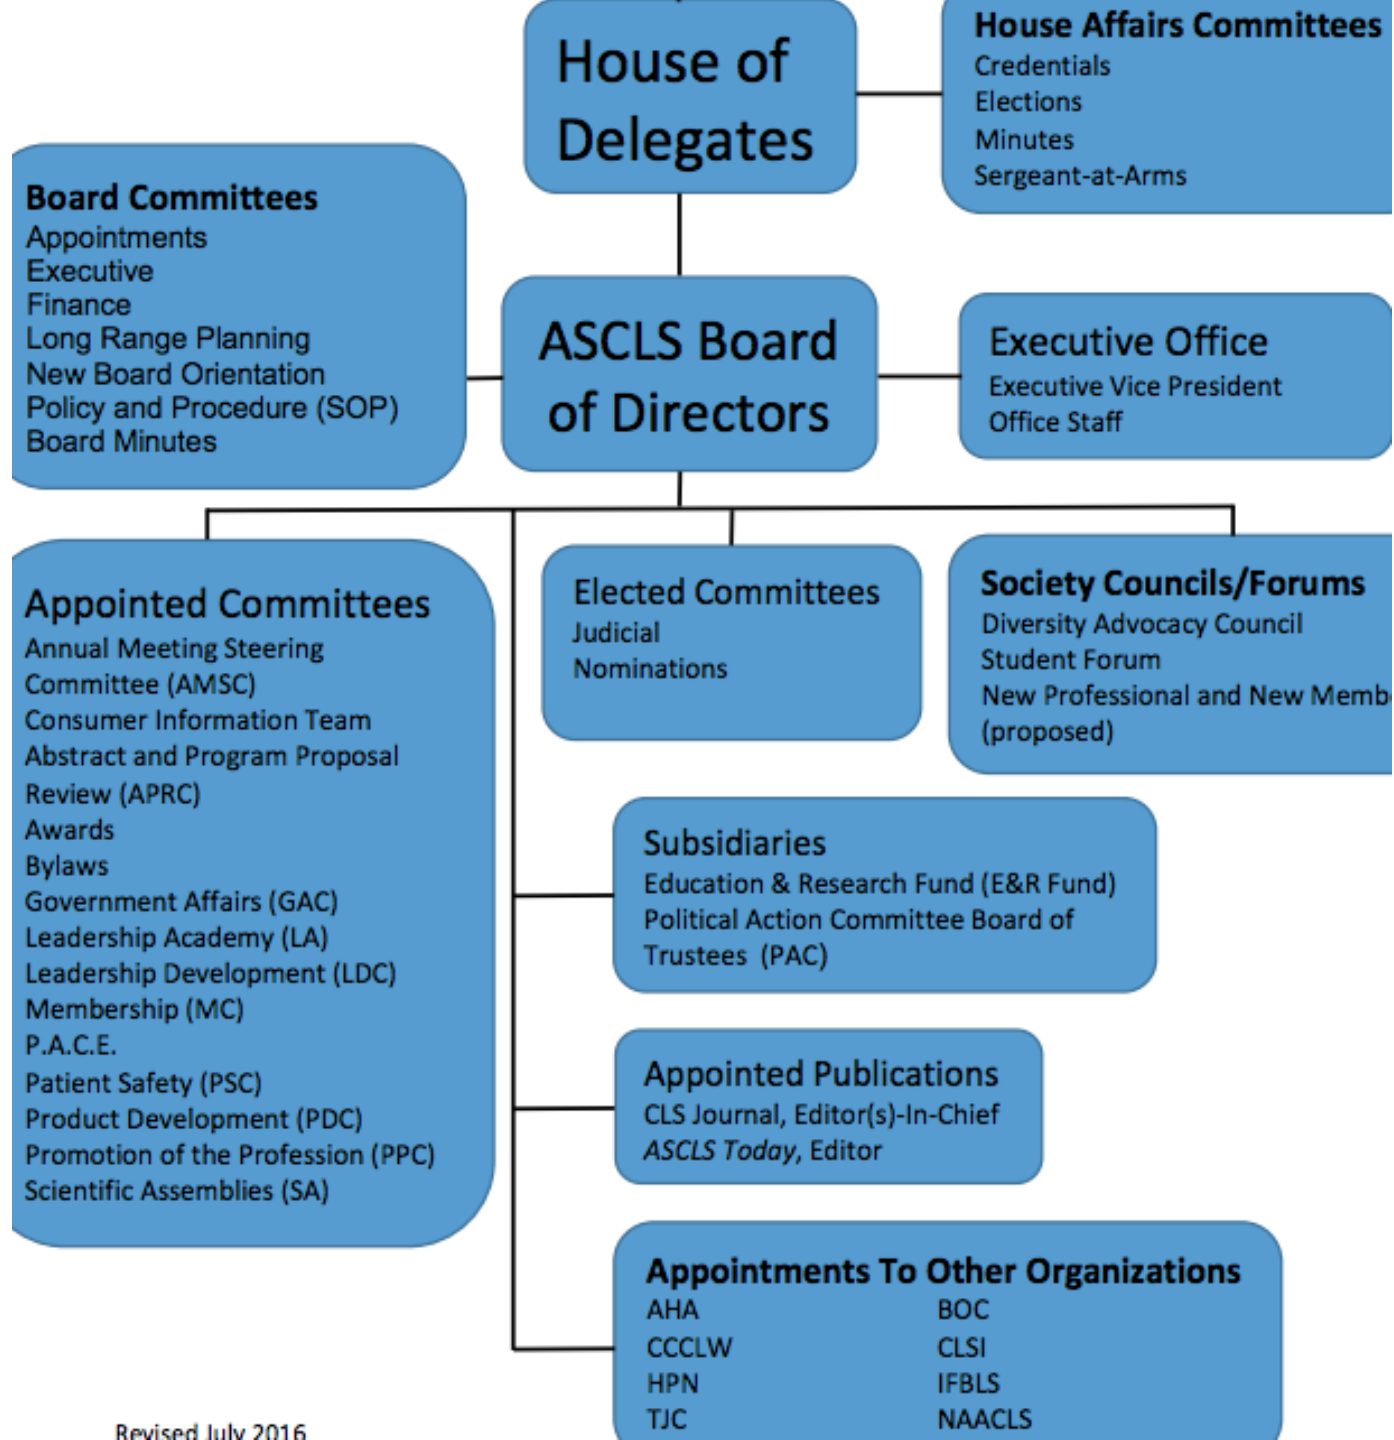 House of
Delegates
House Affairs Committees
Credentials
Elections
Minutes
Sergeant-at-Arms
Board Committees
Appointments
Executive
Finance
Long Range Planning
New Board Orientation
Policy and Procedure (SOP)
Board Minutes
ASCLS Board
of Directors
Executive Office
Executive Vice President
Office Staff
Appointed Committees
Annual Meeting Steering
Committee (AMSC)
Consumer Information Team
Abstract and Program Proposal
Review (APRC)
Awards
Bylaws
Government Affairs (GAC)
Leadership Academy (LA)
Leadership Development (LDC)
Membership (MC)
P.A.C.E.
Patient Safety (PSC)
Product Development (PDC)
Promotion of the Profession (PPC)
Scientific Assemblies (SA)
Elected Committees
Judicial
Nominations
Society Councils/Forums
Diversity Advocacy Council
Student Forum
New Professional and New
(proposed)
Subsidiaries
Education & Research Fund (E&R Fund)
Political Action Committee Board of
Trustees (PAC)
Appointed Publications
CLS Journal, Editor(s)-In-Chief
ASCLS Today, Editor
Appointments To Other Organizations
AHA BOC
CCCLW CLSI
HPN IFBLS
TJC NAACLS
Revised July 2016